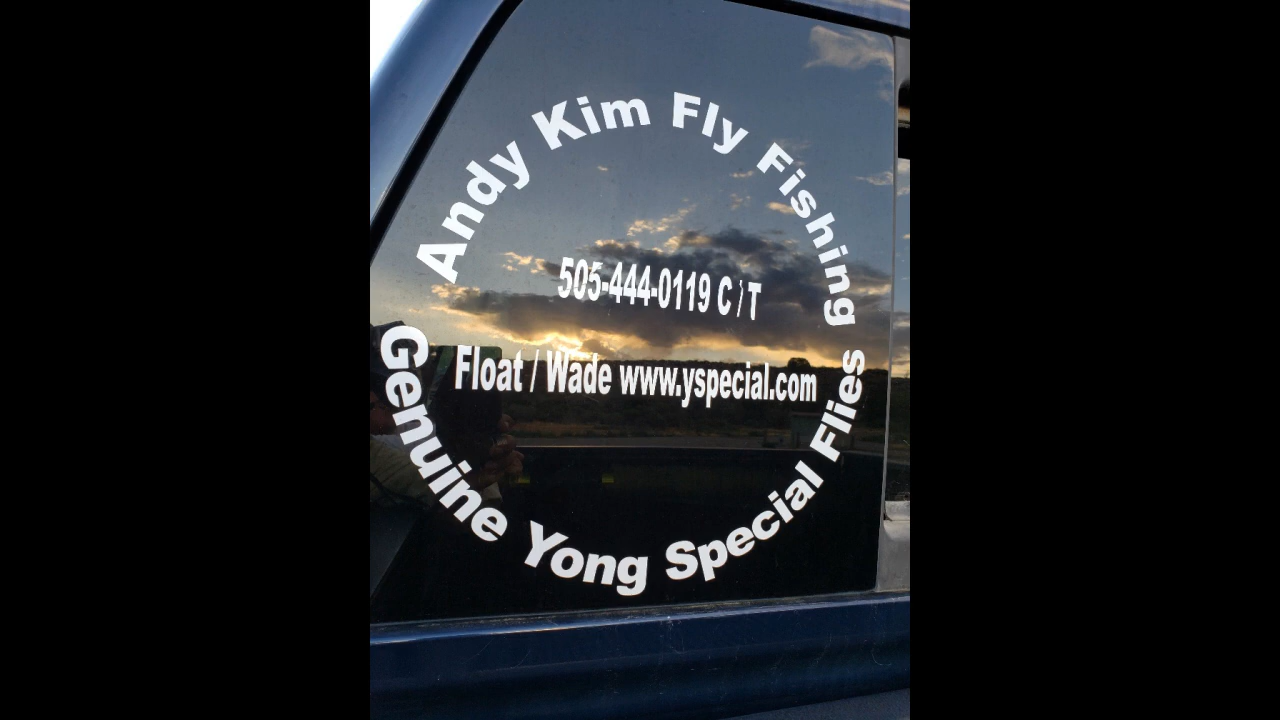 Andy Kim Fly Fishing
505-444-0119 C / T
Float / Wade www.yspecial.com
Genuine Yong Special Flies